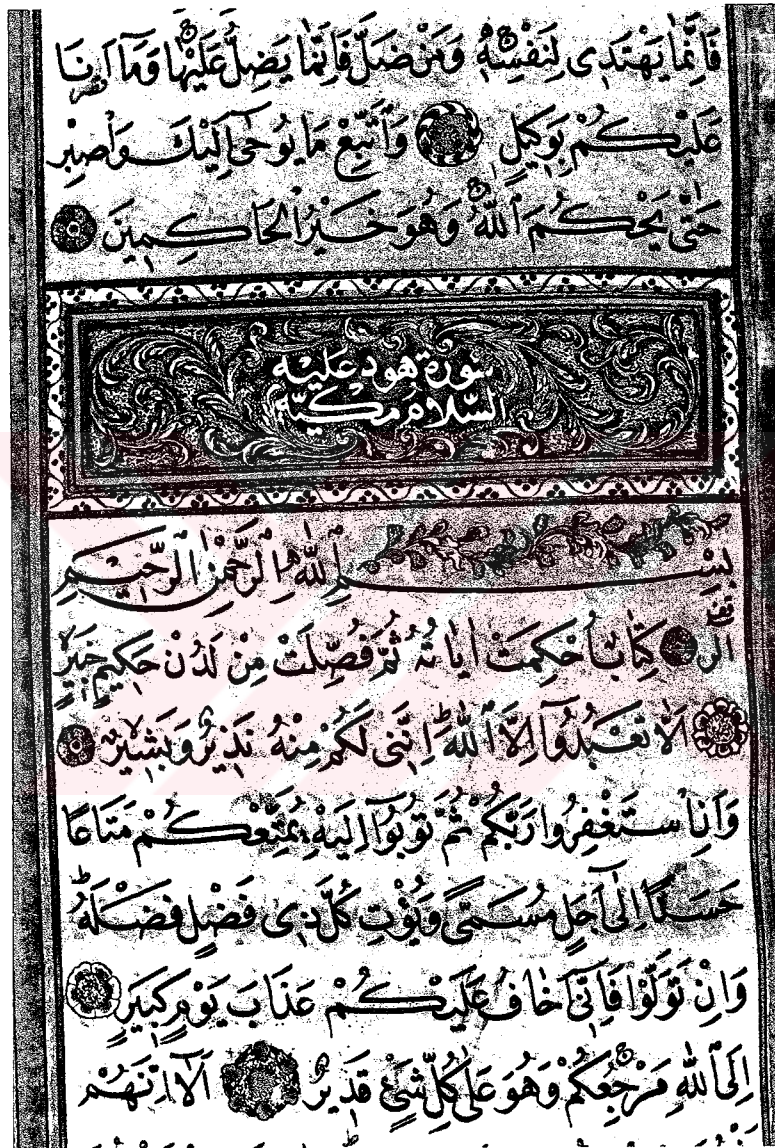 فَاِنَّمَا يَهْتَدٖى لِنَفْسِهٖۚ وَمَنْ ضَلَّ فَاِنَّمَا يَضِلُّ عَلَيْهَاۚ وَمَٓا اَنَا۬
عَلَيْكُمْ بِوَكٖيلٍ وَاتَّبِعْ مَا يُوحٰٓى اِلَيْكَ وَاصْبِرْ
حَتّٰى يَحْكُمَ اللّٰهُۚ وَهُوَ خَيْرُ الْحَاكِمٖينَ
سورة هود عليه
السلام مكية
بِسْمِ اللّٰهِ الرَّحْمٰنِ الرَّحٖيمِ
الٓرٰ كِتَابٌ اُحْكِمَتْ اٰيَاتُهُ ثُمَّ فُصِّلَتْ مِنْ لَدُنْ حَكٖيمٍ خَبٖيرٍ
اَلَّا تَعْبُدُٓوا اِلَّا اللّٰهَؕ اِنَّنٖى لَكُمْ مِنْهُ نَذٖيرٌ وَبَشٖيرٌ
وَاَنِ اسْتَغْفِرُوا رَبَّكُمْ ثُمَّ تُوبُٓوا اِلَيْهِ يُمَتِّعْكُمْ مَتَاعًا
حَسَنًا اِلٰٓى اَجَلٍ مُسَمًّى وَيُؤْتِ كُلَّ ذٖى فَضْلٍ فَضْلَهُؕ
وَاِنْ تَوَلَّوْا فَاِنّٖٓى اَخَافُ عَلَيْكُمْ عَذَابَ يَوْمٍ كَبٖيرٍ
اِلَى اللّٰهِ مَرْجِعُكُمْۚ وَهُوَ عَلٰى كُلِّ شَىْءٍ قَدٖيرٌ اَلَٓا اِنَّهُمْ